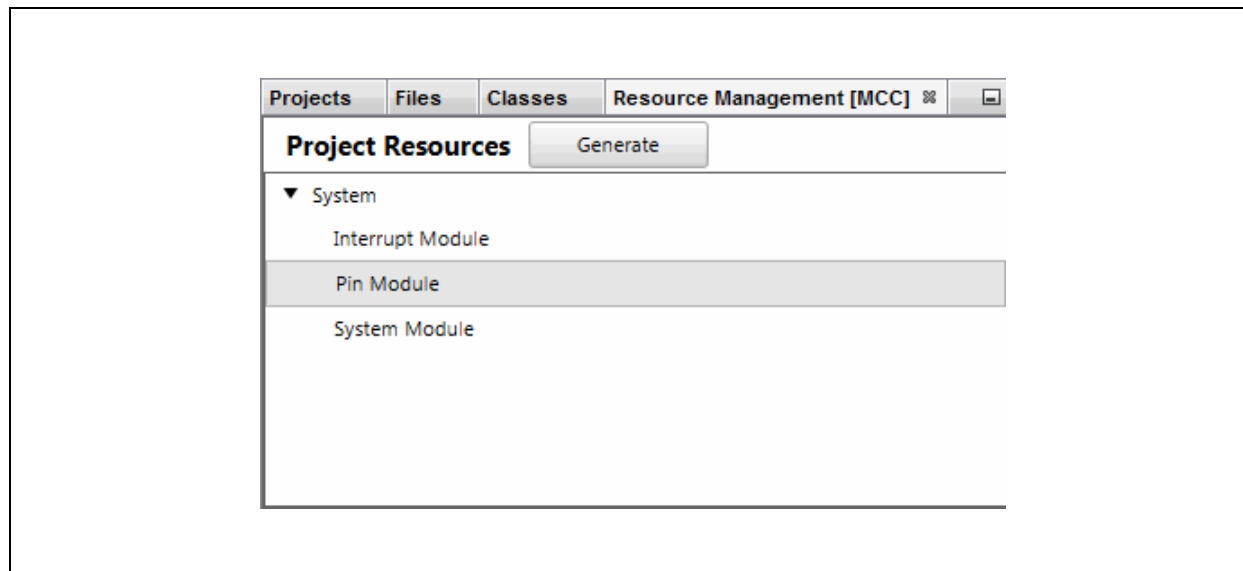 Projects Files Classes Resource Management [MCC]
Project Resources Generate
System
Interrupt Module
Pin Module
System Module